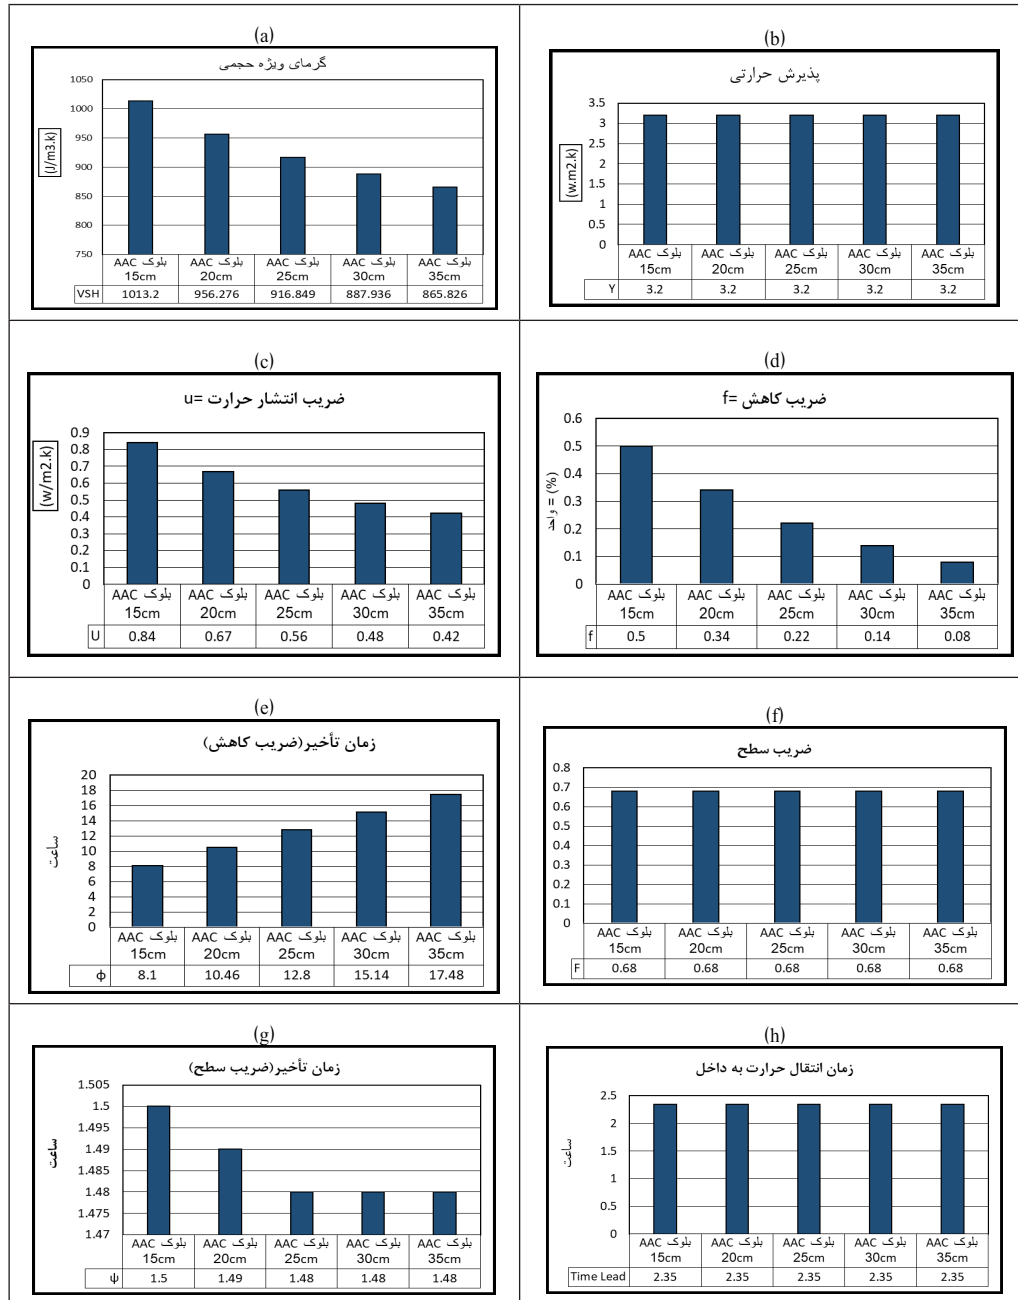 (a)
گرمای ویژه حجمی
(J/m3.k)
1050
1000
950
900
850
800
750
بلوک AAC بلوک AAC بلوک AAC بلوک AAC بلوک AAC
15cm 20cm 25cm 30cm 35cm
VSH 1013.2 956.276 916.849 887.936 865.826
(b)
پذیرش حرارتی
(w.m2.k)
3.5
3
2.5
2
1.5
1
0.5
0
بلوک AAC بلوک AAC بلوک AAC بلوک AAC بلوک AAC
15cm 20cm 25cm 30cm 35cm
Y 3.2 3.2 3.2 3.2 3.2
(c)
ضریب انتشار حرارت =u
(w/m2.k)
0.9
0.8
0.7
0.6
0.5
0.4
0.3
0.2
0.1
0
بلوک AAC بلوک AAC بلوک AAC بلوک AAC بلوک AAC
15cm 20cm 25cm 30cm 35cm
U 0.84 0.67 0.56 0.48 0.42
(d)
ضریب کاهش =f
واحد = (%)
0.6
0.5
0.4
0.3
0.2
0.1
0
بلوک AAC بلوک AAC بلوک AAC بلوک AAC بلوک AAC
15cm 20cm 25cm 30cm 35cm
f 0.5 0.34 0.22 0.14 0.08
(e)
زمان تأخیر(ضریب کاهش)
ساعت
20
18
16
14
12
10
8
6
4
2
0
بلوک AAC بلوک AAC بلوک AAC بلوک AAC بلوک AAC
15cm 20cm 25cm 30cm 35cm
ϕ 8.1 10.46 12.8 15.14 17.48
(f)
ضریب سطح
0.8
0.7
0.6
0.5
0.4
0.3
0.2
0.1
0
بلوک AAC بلوک AAC بلوک AAC بلوک AAC بلوک AAC
15cm 20cm 25cm 30cm 35cm
F 0.68 0.68 0.68 0.68 0.68
(g)
زمان تأخیر(ضریب سطح)
ساعت
1.505
1.5
1.495
1.49
1.485
1.48
1.475
1.47
بلوک AAC بلوک AAC بلوک AAC بلوک AAC بلوک AAC
15cm 20cm 25cm 30cm 35cm
ψ 1.5 1.49 1.48 1.48 1.48
(h)
زمان انتقال حرارت به داخل
ساعت
2.5
2
1.5
1
0.5
0
بلوک AAC بلوک AAC بلوک AAC بلوک AAC بلوک AAC
15cm 20cm 25cm 30cm 35cm
Time Lead 2.35 2.35 2.35 2.35 2.35